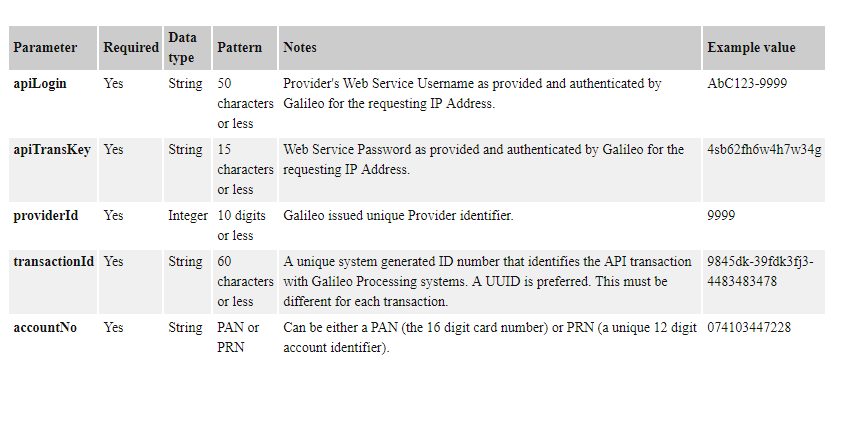 Parameter Required Data type Pattern Notes Example value
apiLogin Yes String 50 characters or less Provider's Web Service Username as provided and authenticated by Galileo for the requesting IP Address. AbC123-9999
apiTransKey Yes String 15 characters or less Web Service Password as provided and authenticated by Galileo for the requesting IP Address. 4sb62fh6w4h7w34g
providerId Yes Integer 10 digits or less Galileo issued unique Provider identifier. 9999
transactionId Yes String 60 characters or less A unique system generated ID number that identifies the API transaction with Galileo Processing systems. A UUID is preferred. This must be different for each transaction. 9845dk-39fdk3fj3-4483483478
accountNo Yes String PAN or PRN Can be either a PAN (the 16 digit card number) or PRN (a unique 12 digit account identifier). 074103447228